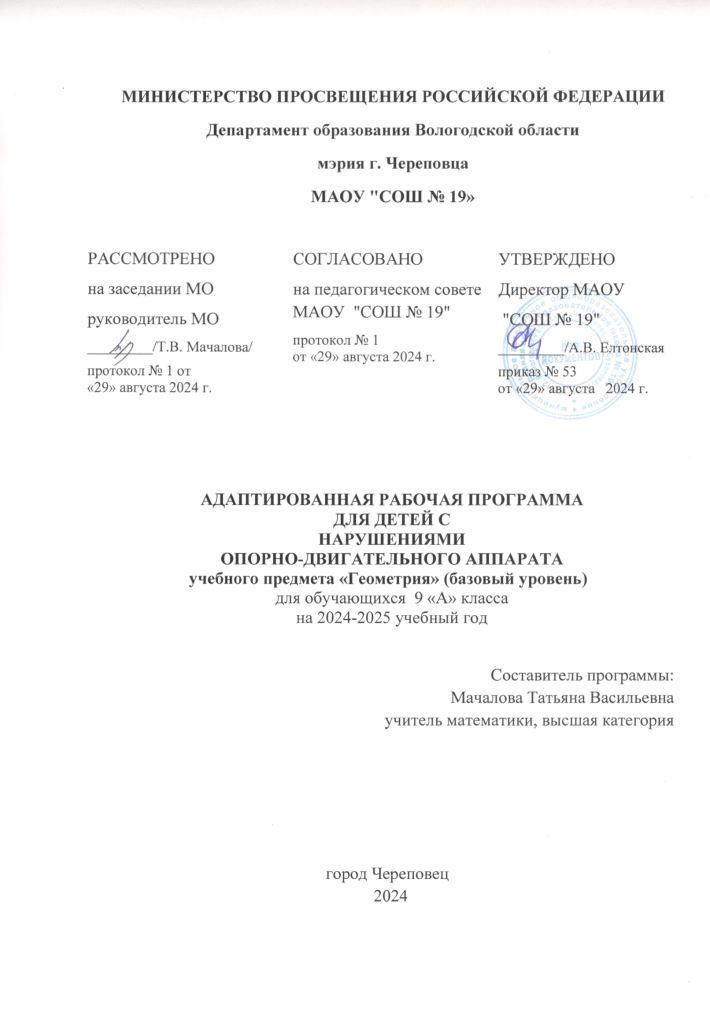 МИНИСТЕРСТВО ПРОСВЕЩЕНИЯ РОССИЙСКОЙ ФЕДЕРАЦИИ
Департамент образования Вологодской области
мэрия г. Череповца
МАОУ "СОШ № 19»
РАССМОТРЕНО
на заседании МО
руководитель МО
/Т.В. Мачалова/
протокол № 1 от
«29» августа 2024 г.
СОГЛАСОВАНО
на педагогическом совете
МАОУ "СОШ № 19"
протокол № 1
от «29» августа 2024 г.
УТВЕРЖДЕНО
Директор МАОУ
"СОШ № 19"
/А.В. Елтонская
приказ № 53
от «29» августа 2024 г.
АДАПТИРОВАННАЯ РАБОЧАЯ ПРОГРАММА
ДЛЯ ДЕТЕЙ С
НАРУШЕНИЯМИ
ОПОРНО-ДВИГАТЕЛЬНОГО АППАРАТА
учебного предмета «Геометрия» (базовый уровень)
для обучающихся 9 «А» класса
на 2024-2025 учебный год
Составитель программы:
Мачалова Татьяна Васильевна
учитель математики, высшая категория
город Череповец
2024